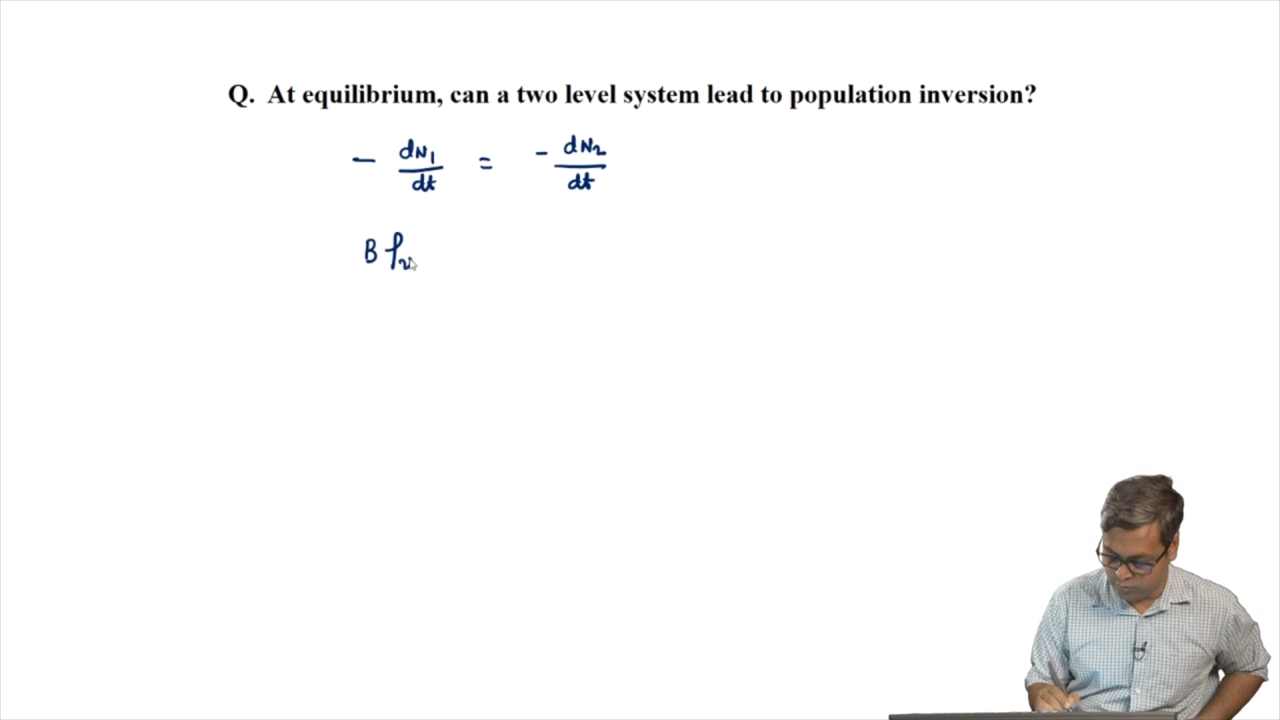 Q. At equilibrium, can a two level system lead to population inversion?
- dN₁/dt = - dN₂/dt
B ρν